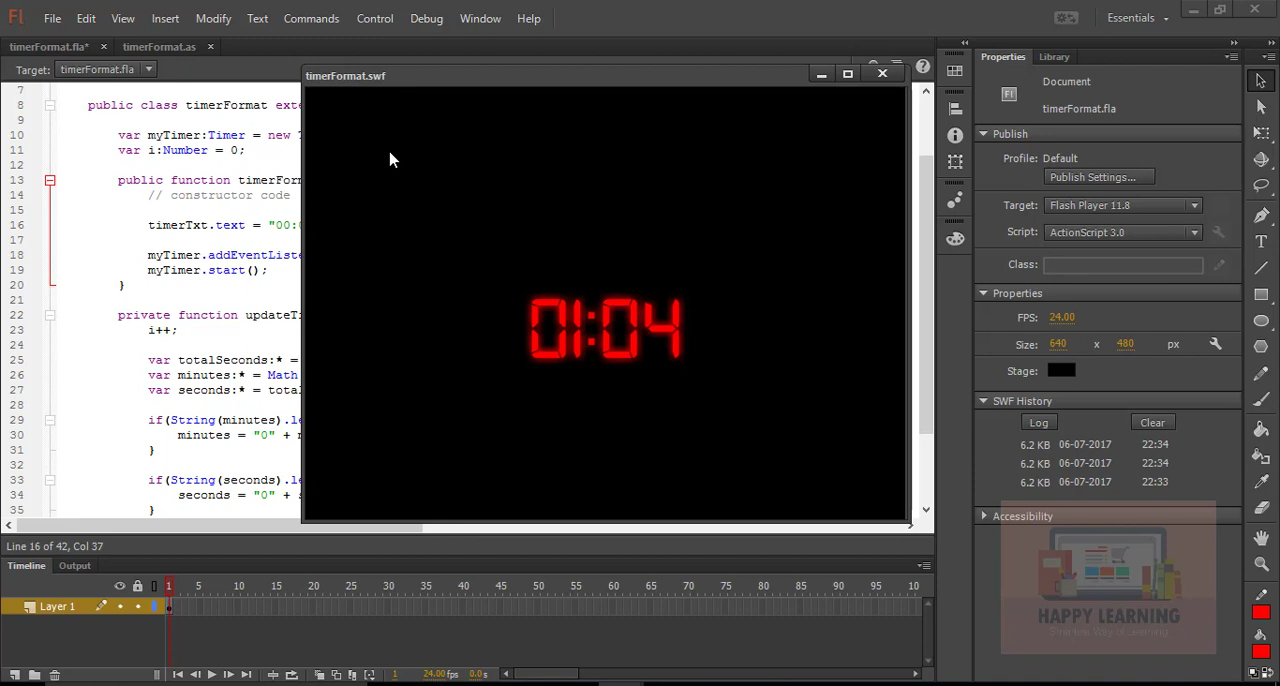 Fl File Edit View Insert Modify Text Commands Control Debug Window Help Essentials
timerFormat.fla* × timerFormat.as ×
Target: timerFormat.fla
timerFormat.swf
7
8 public class timerFormat exte
9
10 var myTimer:Timer = new
11 var i:Number = 0;
12
13 public function timerForm
14 // constructor code
15
16 timerTxt.text = "00:0
17
18 myTimer.addEventListe
19 myTimer.start();
20 }
21
22 private function updateTi
23 i++;
24
25 var totalSeconds:* =
26 var minutes:* = Math
27 var seconds:* = tota
28
29 if(String(minutes).le
30 minutes = "0" + m
31 }
32
33 if(String(seconds).le
34 seconds = "0" + s
35 }
01:04
Line 16 of 42, Col 37
Properties Library
Document
Fl
timerFormat.fla
Publish
Profile: Default
Publish Settings...
Target: Flash Player 11.8
Script: ActionScript 3.0
Class:
Properties
FPS: 24.00
Size: 640 x 480 px
Stage:
SWF History
Log Clear
6.2 KB 06-07-2017 22:34
6.2 KB 06-07-2017 22:34
6.2 KB 06-07-2017 22:33
Accessibility
HAPPY LEARNING
Simplest Way of Learning
Timeline Output
1 5 10 15 20 25 30 35 40 45 50 55 60 65 70 75 80 85 90 95 10
Layer 1
1 24.00fps 0.0s